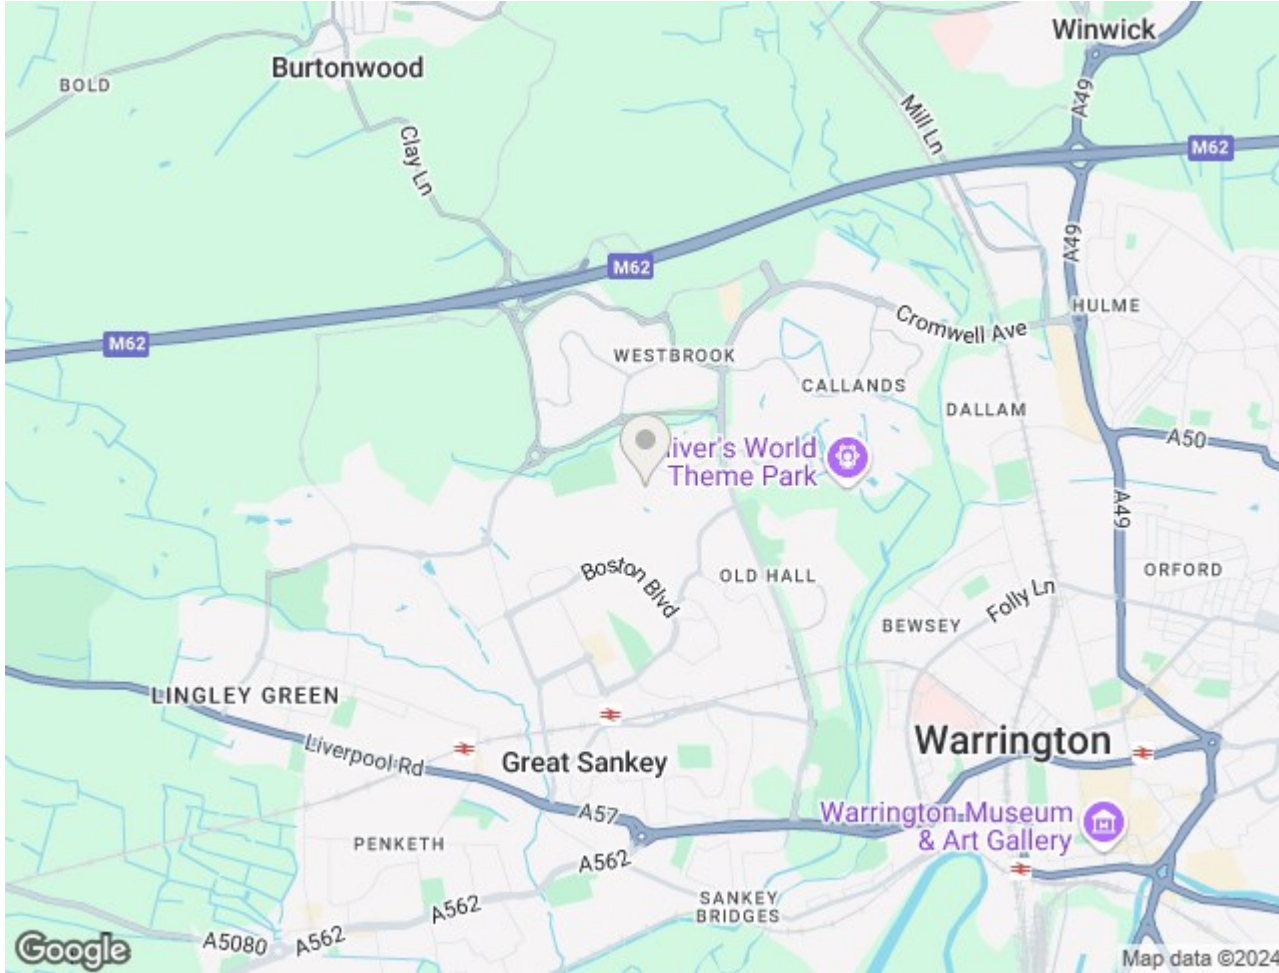 Winwick
Burtonwood
BOLD
A49
Mill Ln
Clay Ln
M62
M62
A49
M62
HULME
Cromwell Ave
WESTBROOK
CALLANDS
DALLAM
A50
liver's World
Theme Park
A49
ORFORD
Boston Blvd
OLD HALL
Folly Ln
BEWSEY
LINGLEY GREEN
Warrington
Liverpool Rd
Great Sankey
A57
Warrington Museum
& Art Gallery
PENKETH
A562
SANKEY
BRIDGES
A562
A5080
A562
Google
Map data ©2024